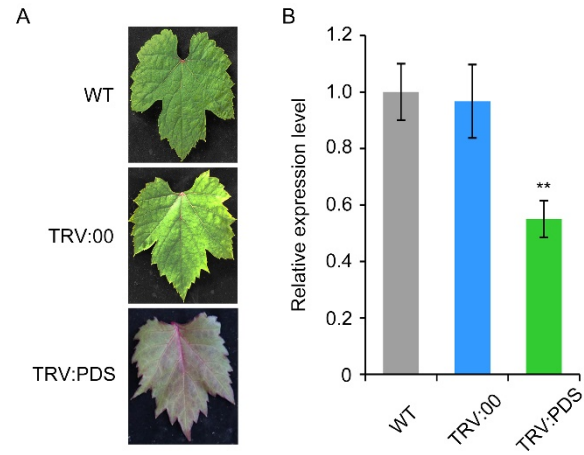 A
WT
TRV:00
TRV:PDS
B
Relative expression level
1.2
1.0
0.8
0.6
0.4
0.2
0
**
WT
TRV:00
TRV:PDS